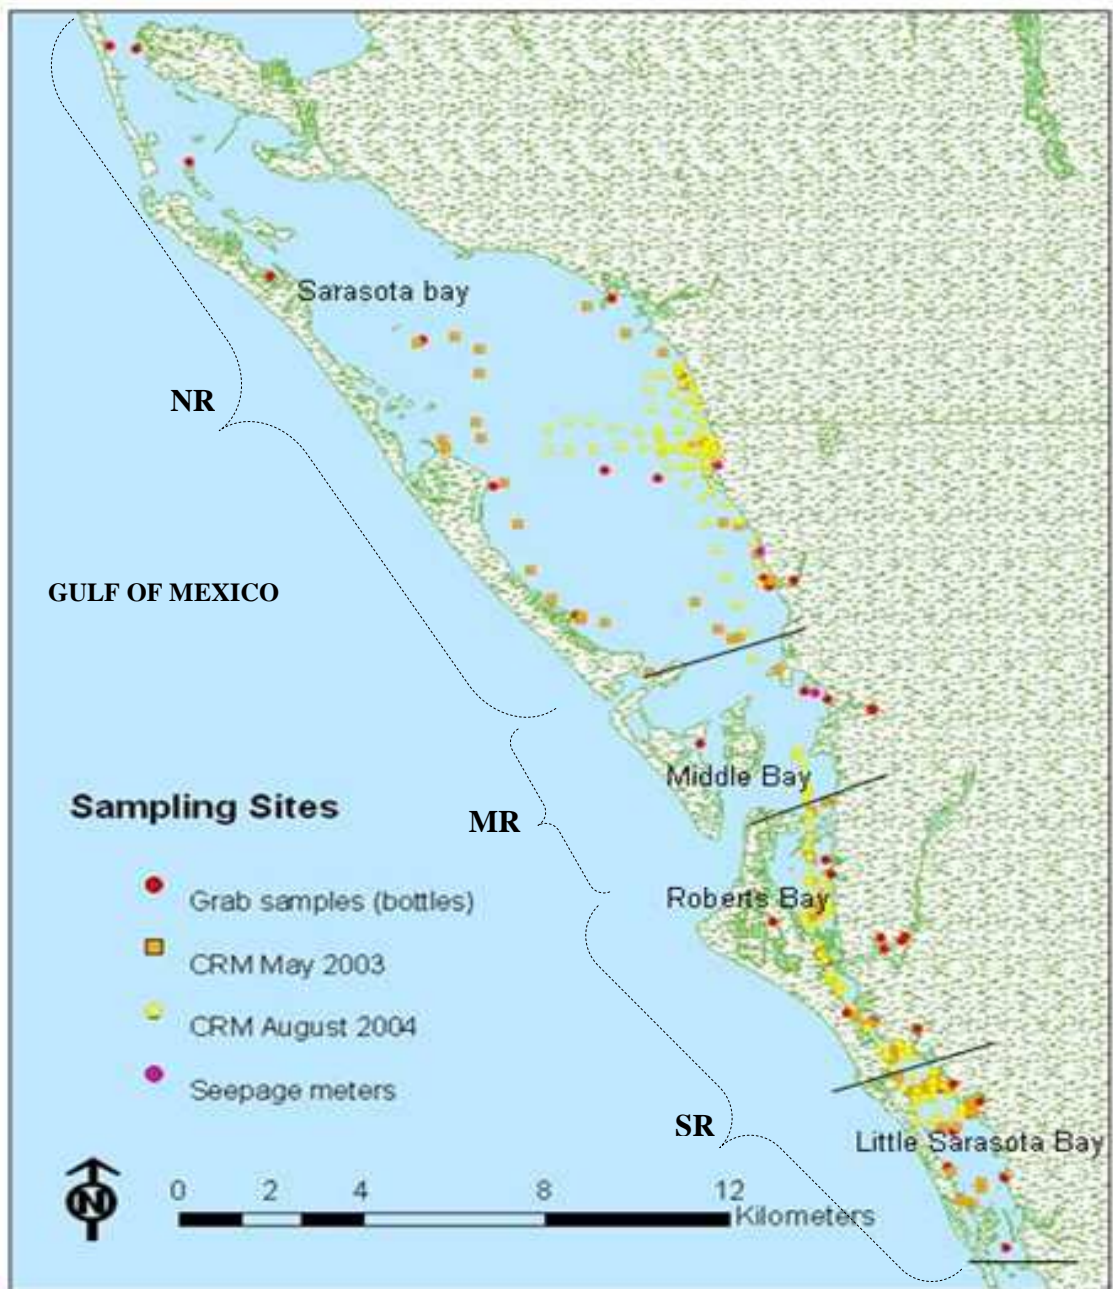 Sarasota bay
NR
GULF OF MEXICO
Middle Bay
MR
Sampling Sites
Grab samples (bottles)
CRM May 2003
CRM August 2004
Seepage meters
Roberts Bay
SR
Little Sarasota Bay
N
0 2 4 8 12
Kilometers